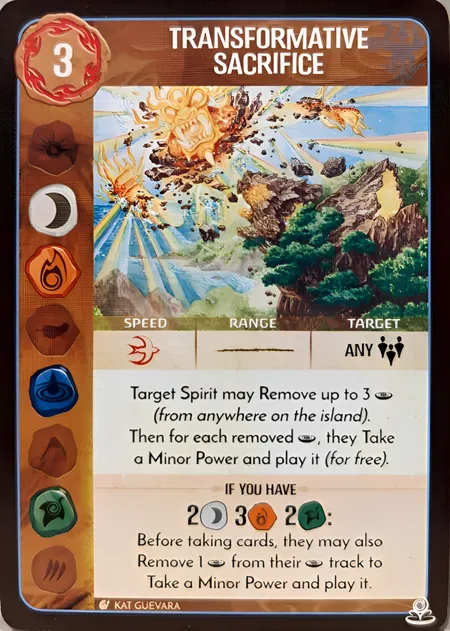 3
TRANSFORMATIVE
SACRIFICE
SPEED RANGE TARGET
ANY
Target Spirit may Remove up to 3
(from anywhere on the island).
Then for each removed , they Take
a Minor Power and play it (for free).
IF YOU HAVE
2 3 2 :
Before taking cards, they may also
Remove 1 from their track to
Take a Minor Power and play it.
KAT GUEVARA